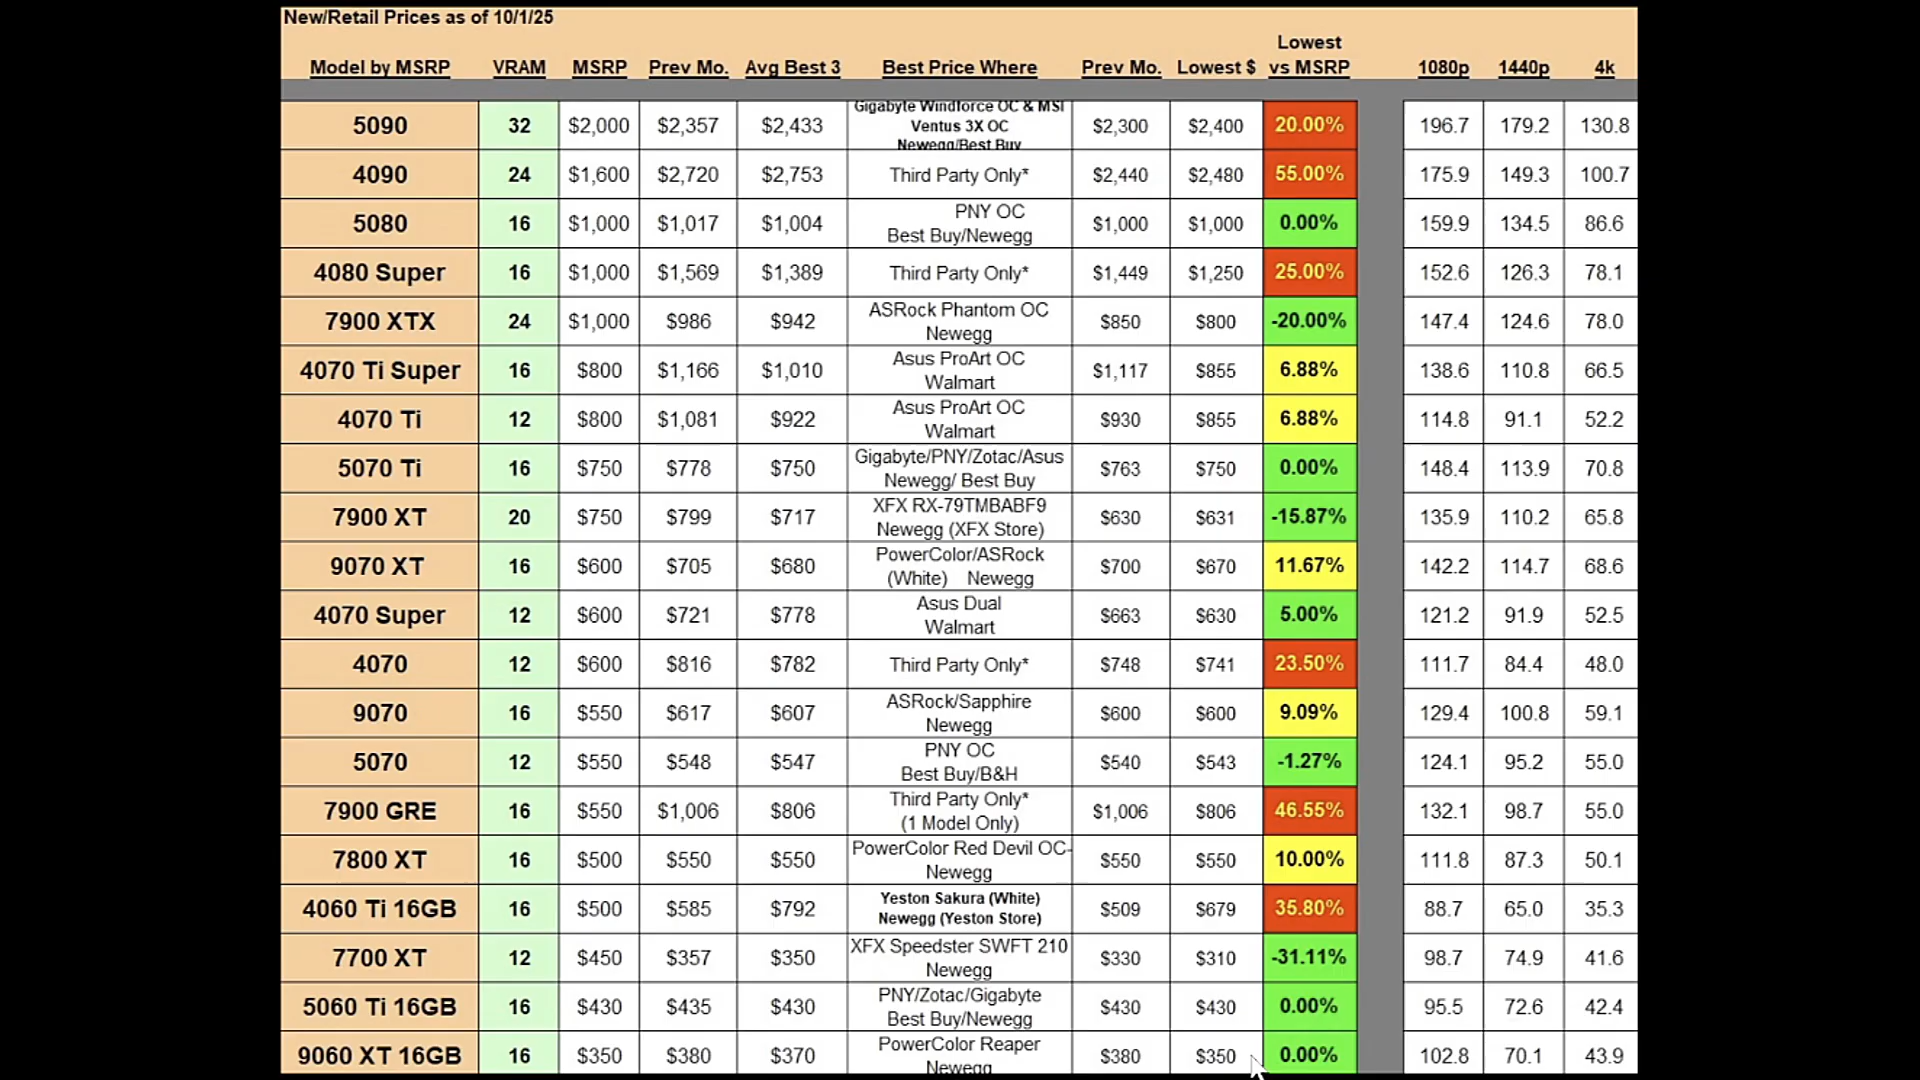 New/Retail Prices as of 10/1/25
Lowest
Model by MSRP VRAM MSRP Prev Mo. Avg Best 3 Best Price Where Prev Mo. Lowest $ vs MSRP 1080p 1440p 4k
Gigabyte Windforce OC & MSI
5090 32 $2,000 $2,357 $2,433 Ventus 3X OC $2,300 $2,400 20.00% 196.7 179.2 130.8
Newegg/Best Buy
4090 24 $1,600 $2,720 $2,753 Third Party Only* $2,440 $2,480 55.00% 175.9 149.3 100.7
PNY OC
5080 16 $1,000 $1,017 $1,004 Best Buy/Newegg $1,000 $1,000 0.00% 159.9 134.5 86.6
4080 Super 16 $1,000 $1,569 $1,389 Third Party Only* $1,449 $1,250 25.00% 152.6 126.3 78.1
ASRock Phantom OC
7900 XTX 24 $1,000 $986 $942 Newegg $850 $800 -20.00% 147.4 124.6 78.0
Asus ProArt OC
4070 Ti Super 16 $800 $1,166 $1,010 Walmart $1,117 $855 6.88% 138.6 110.8 66.5
Asus ProArt OC
4070 Ti 12 $800 $1,081 $922 Walmart $930 $855 6.88% 114.8 91.1 52.2
Gigabyte/PNY/Zotac/Asus
5070 Ti 16 $750 $778 $750 Newegg/ Best Buy $763 $750 0.00% 148.4 113.9 70.8
XFX RX-79TMBABF9
7900 XT 20 $750 $799 $717 Newegg (XFX Store) $630 $631 -15.87% 135.9 110.2 65.8
PowerColor/ASRock
9070 XT 16 $600 $705 $680 (White) Newegg $700 $670 11.67% 142.2 114.7 68.6
Asus Dual
4070 Super 12 $600 $721 $778 Walmart $663 $630 5.00% 121.2 91.9 52.5
4070 12 $600 $816 $782 Third Party Only* $748 $741 23.50% 111.7 84.4 48.0
ASRock/Sapphire
9070 16 $550 $617 $607 Newegg $600 $600 9.09% 129.4 100.8 59.1
PNY OC
5070 12 $550 $548 $547 Best Buy/B&H $540 $543 -1.27% 124.1 95.2 55.0
Third Party Only*
7900 GRE 16 $550 $1,006 $806 (1 Model Only) $1,006 $806 46.55% 132.1 98.7 55.0
PowerColor Red Devil OC-
7800 XT 16 $500 $550 $550 Newegg $550 $550 10.00% 111.8 87.3 50.1
Yeston Sakura (White)
4060 Ti 16GB 16 $500 $585 $792 Newegg (Yeston Store) $509 $679 35.80% 88.7 65.0 35.3
XFX Speedster SWFT 210
7700 XT 12 $450 $357 $350 Newegg $330 $310 -31.11% 98.7 74.9 41.6
PNY/Zotac/Gigabyte
5060 Ti 16GB 16 $430 $435 $430 Best Buy/Newegg $430 $430 0.00% 95.5 72.6 42.4
PowerColor Reaper
9060 XT 16GB 16 $350 $380 $370 Newegg $380 $350 0.00% 102.8 70.1 43.9